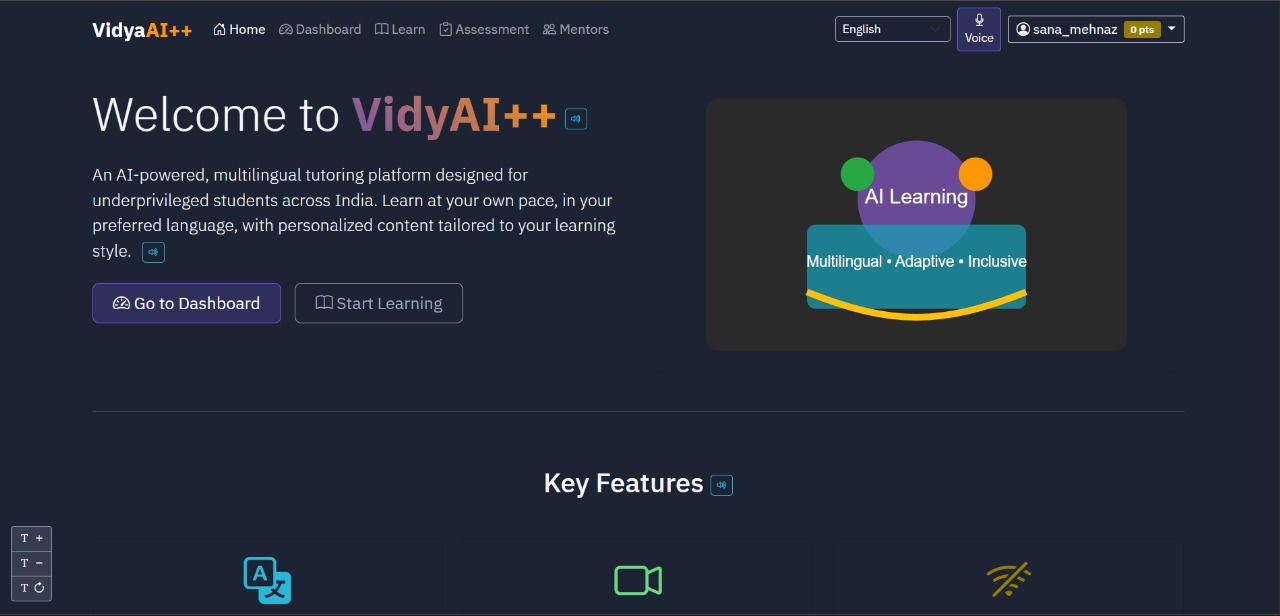 VidyaAI++ Home Dashboard Learn Assessment Mentors English Voice sana_mehnaz 0 pts
Welcome to VidyAI++
An AI-powered, multilingual tutoring platform designed for
underprivileged students across India. Learn at your own pace, in your
preferred language, with personalized content tailored to your learning
style.
Go to Dashboard Start Learning
AI Learning
Multilingual • Adaptive • Inclusive
Key Features
T +
T −
T
A 文